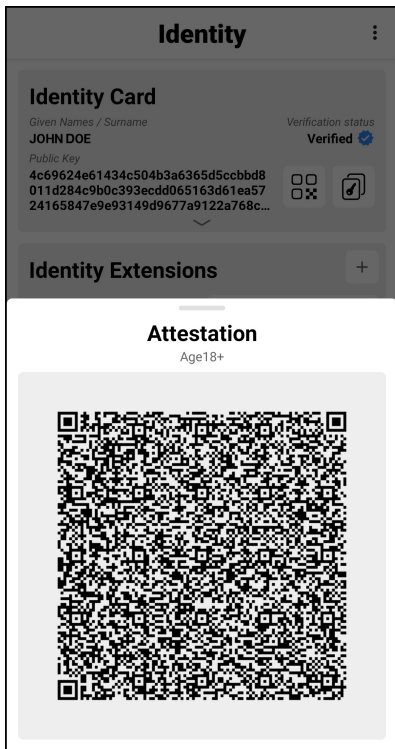 Identity
Identity Card
Given Names / Surname
Verification status
JOHN DOE
Verified
Public Key
4c69624e61434c504b3a6365d5ccbbd8
011d284c9b0c393ecdd065163d61ea57
24165847e9e93149d9677a9122a768c...
Identity Extensions
Attestation
Age18+